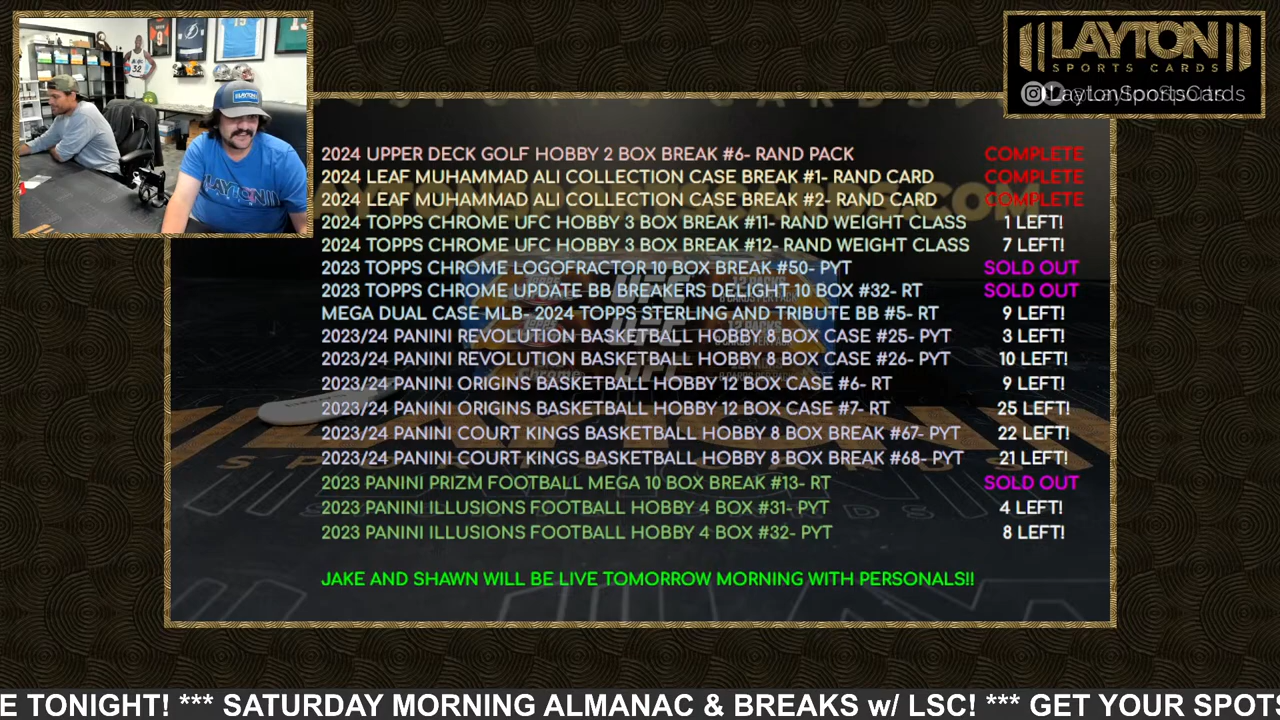 LAYTON
SPORTS CARDS
LaytonSportsCards
2024 UPPER DECK GOLF HOBBY 2 BOX BREAK #6- RAND PACK COMPLETE
2024 LEAF MUHAMMAD ALI COLLECTION CASE BREAK #1- RAND CARD COMPLETE
2024 LEAF MUHAMMAD ALI COLLECTION CASE BREAK #2- RAND CARD COMPLETE
2024 TOPPS CHROME UFC HOBBY 3 BOX BREAK #11- RAND WEIGHT CLASS 1 LEFT!
2024 TOPPS CHROME UFC HOBBY 3 BOX BREAK #12- RAND WEIGHT CLASS 7 LEFT!
2023 TOPPS CHROME LOGOFRACTOR 10 BOX BREAK #50- PYT SOLD OUT
2023 TOPPS CHROME UPDATE BB BREAKERS DELIGHT 10 BOX #32- RT SOLD OUT
MEGA DUAL CASE MLB- 2024 TOPPS STERLING AND TRIBUTE BB #5- RT 9 LEFT!
2023/24 PANINI REVOLUTION BASKETBALL HOBBY 8 BOX CASE #25- PYT 3 LEFT!
2023/24 PANINI REVOLUTION BASKETBALL HOBBY 8 BOX CASE #26- PYT 10 LEFT!
2023/24 PANINI ORIGINS BASKETBALL HOBBY 12 BOX CASE #6- RT 9 LEFT!
2023/24 PANINI ORIGINS BASKETBALL HOBBY 12 BOX CASE #7- RT 25 LEFT!
2023/24 PANINI COURT KINGS BASKETBALL HOBBY 8 BOX BREAK #67- PYT 22 LEFT!
2023/24 PANINI COURT KINGS BASKETBALL HOBBY 8 BOX BREAK #68- PYT 21 LEFT!
2023 PANINI PRIZM FOOTBALL MEGA 10 BOX BREAK #13- RT SOLD OUT
2023 PANINI ILLUSIONS FOOTBALL HOBBY 4 BOX #31- PYT 4 LEFT!
2023 PANINI ILLUSIONS FOOTBALL HOBBY 4 BOX #32- PYT 8 LEFT!
JAKE AND SHAWN WILL BE LIVE TOMORROW MORNING WITH PERSONALS!!
E TONIGHT! *** SATURDAY MORNING ALMANAC & BREAKS w/ LSC! *** GET YOUR SPOTS